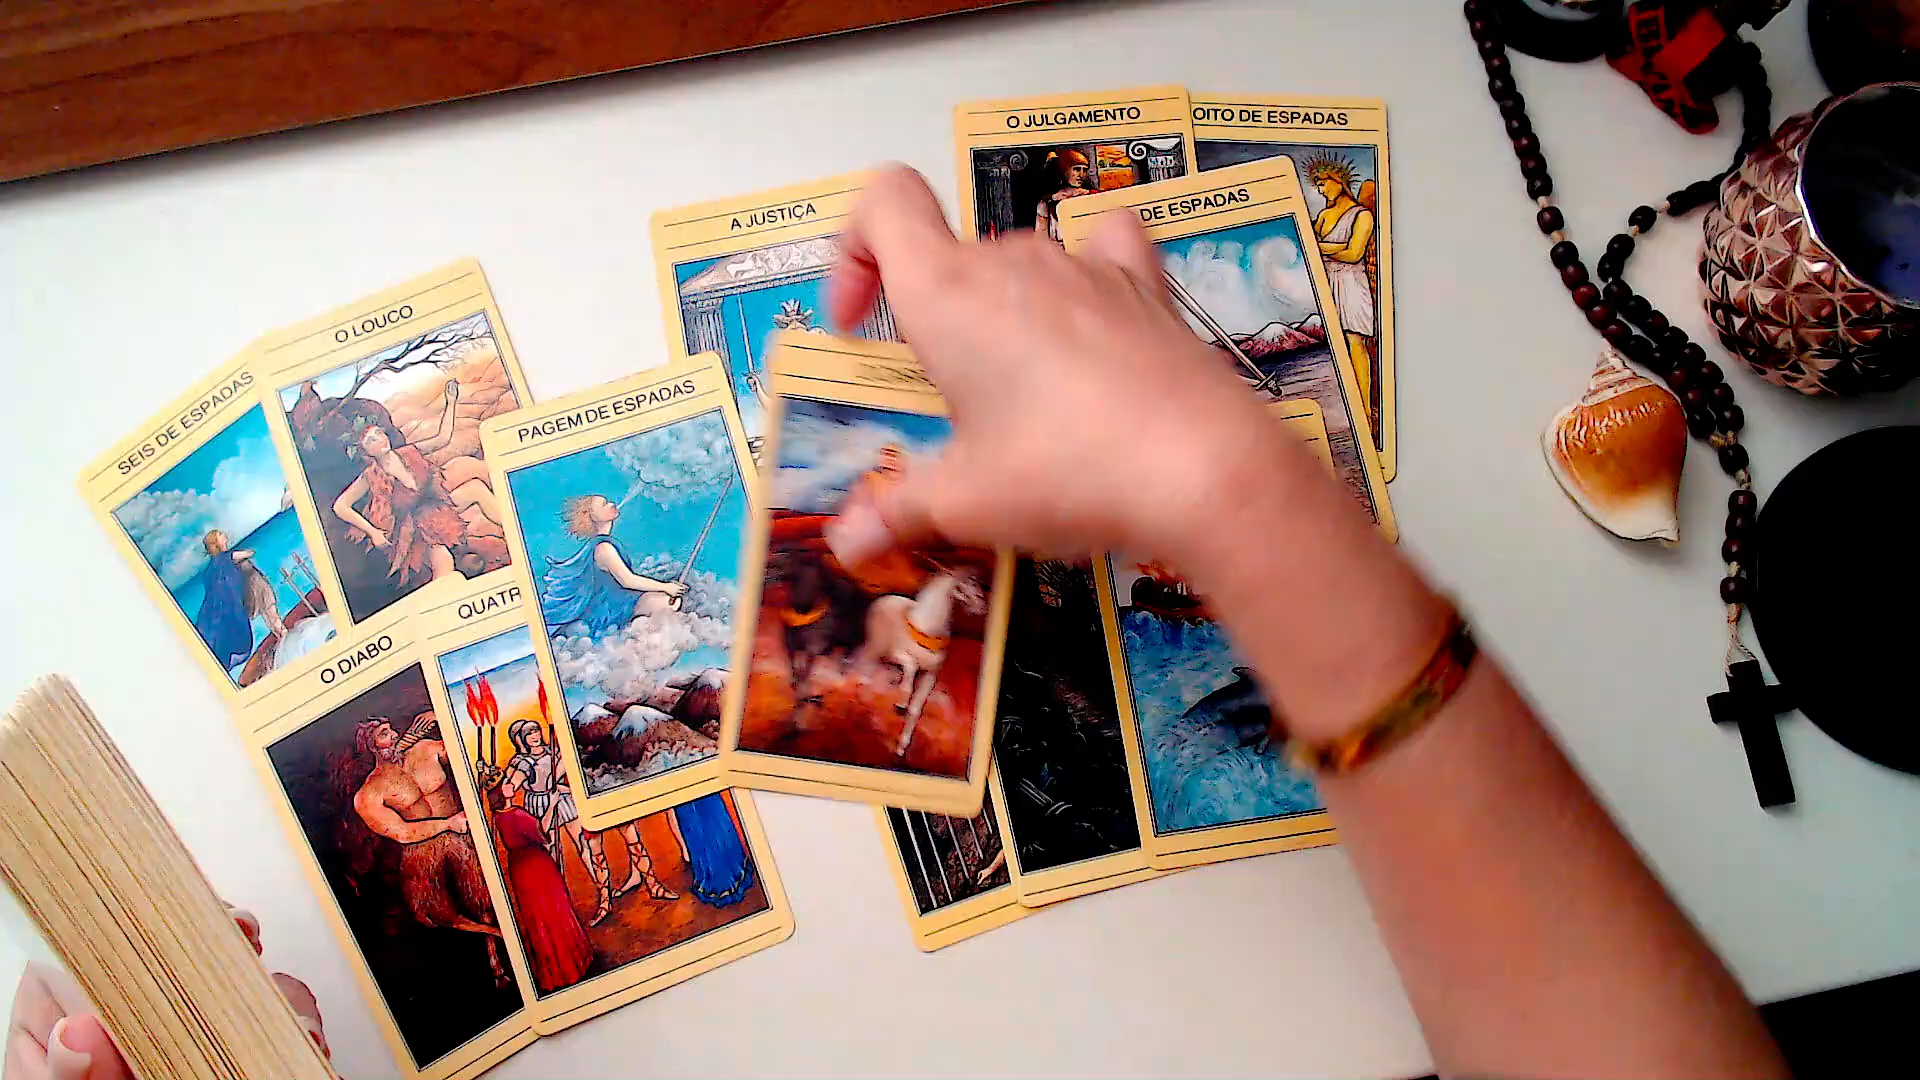 O JULGAMENTO
OITO DE ESPADAS
DE ESPADAS
A JUSTIÇA
O LOUCO
SEIS DE ESPADAS
PAGEM DE ESPADAS
QUATR
O DIABO